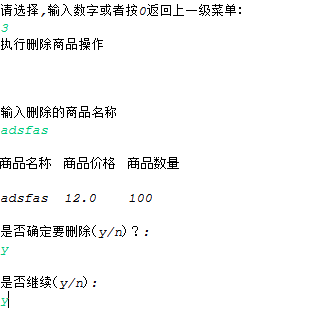 请选择,输入数字或者按0返回上一级菜单:
3
执行删除商品操作
输入删除的商品名称
adsfas
商品名称 商品价格 商品数量
adsfas 12.0 100
是否确定要删除(y/n)？:
y
是否继续(y/n):
y